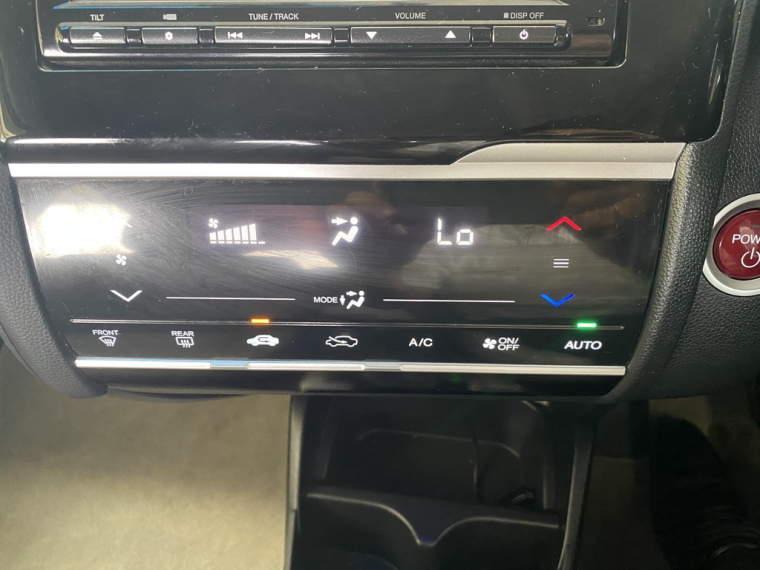 TILT TUNE / TRACK VOLUME DISP OFF
Lo
MODE
FRONT REAR A/C ON/OFF AUTO
POW